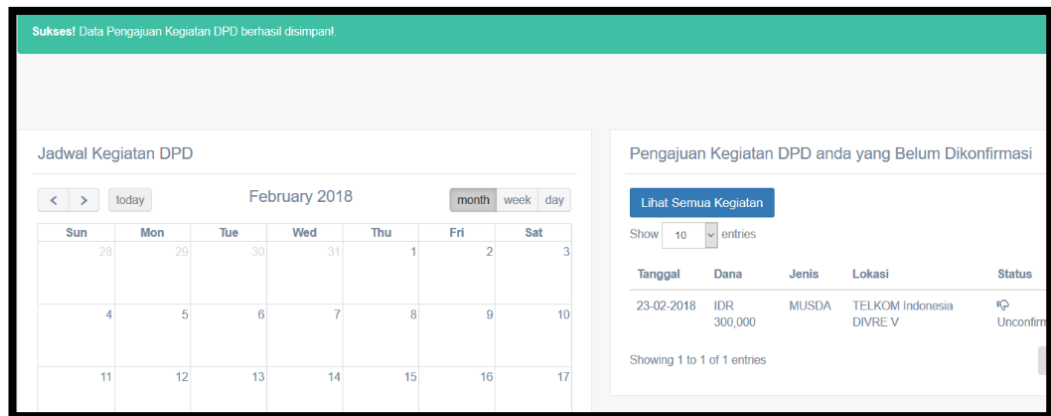 Sukses! Data Pengajuan Kegiatan DPD berhasil disimpan!.
Jadwal Kegiatan DPD
< > today February 2018 month week day
Sun Mon Tue Wed Thu Fri Sat
28 29 30 31 1 2 3
4 5 6 7 8 9 10
11 12 13 14 15 16 17
Pengajuan Kegiatan DPD anda yang Belum Dikonfirmasi
Lihat Semua Kegiatan
Show 10 entries
Tanggal Dana Jenis Lokasi Status
23-02-2018 IDR MUSDA TELKOM Indonesia
300,000 DIVRE V Unconfirm
Showing 1 to 1 of 1 entries